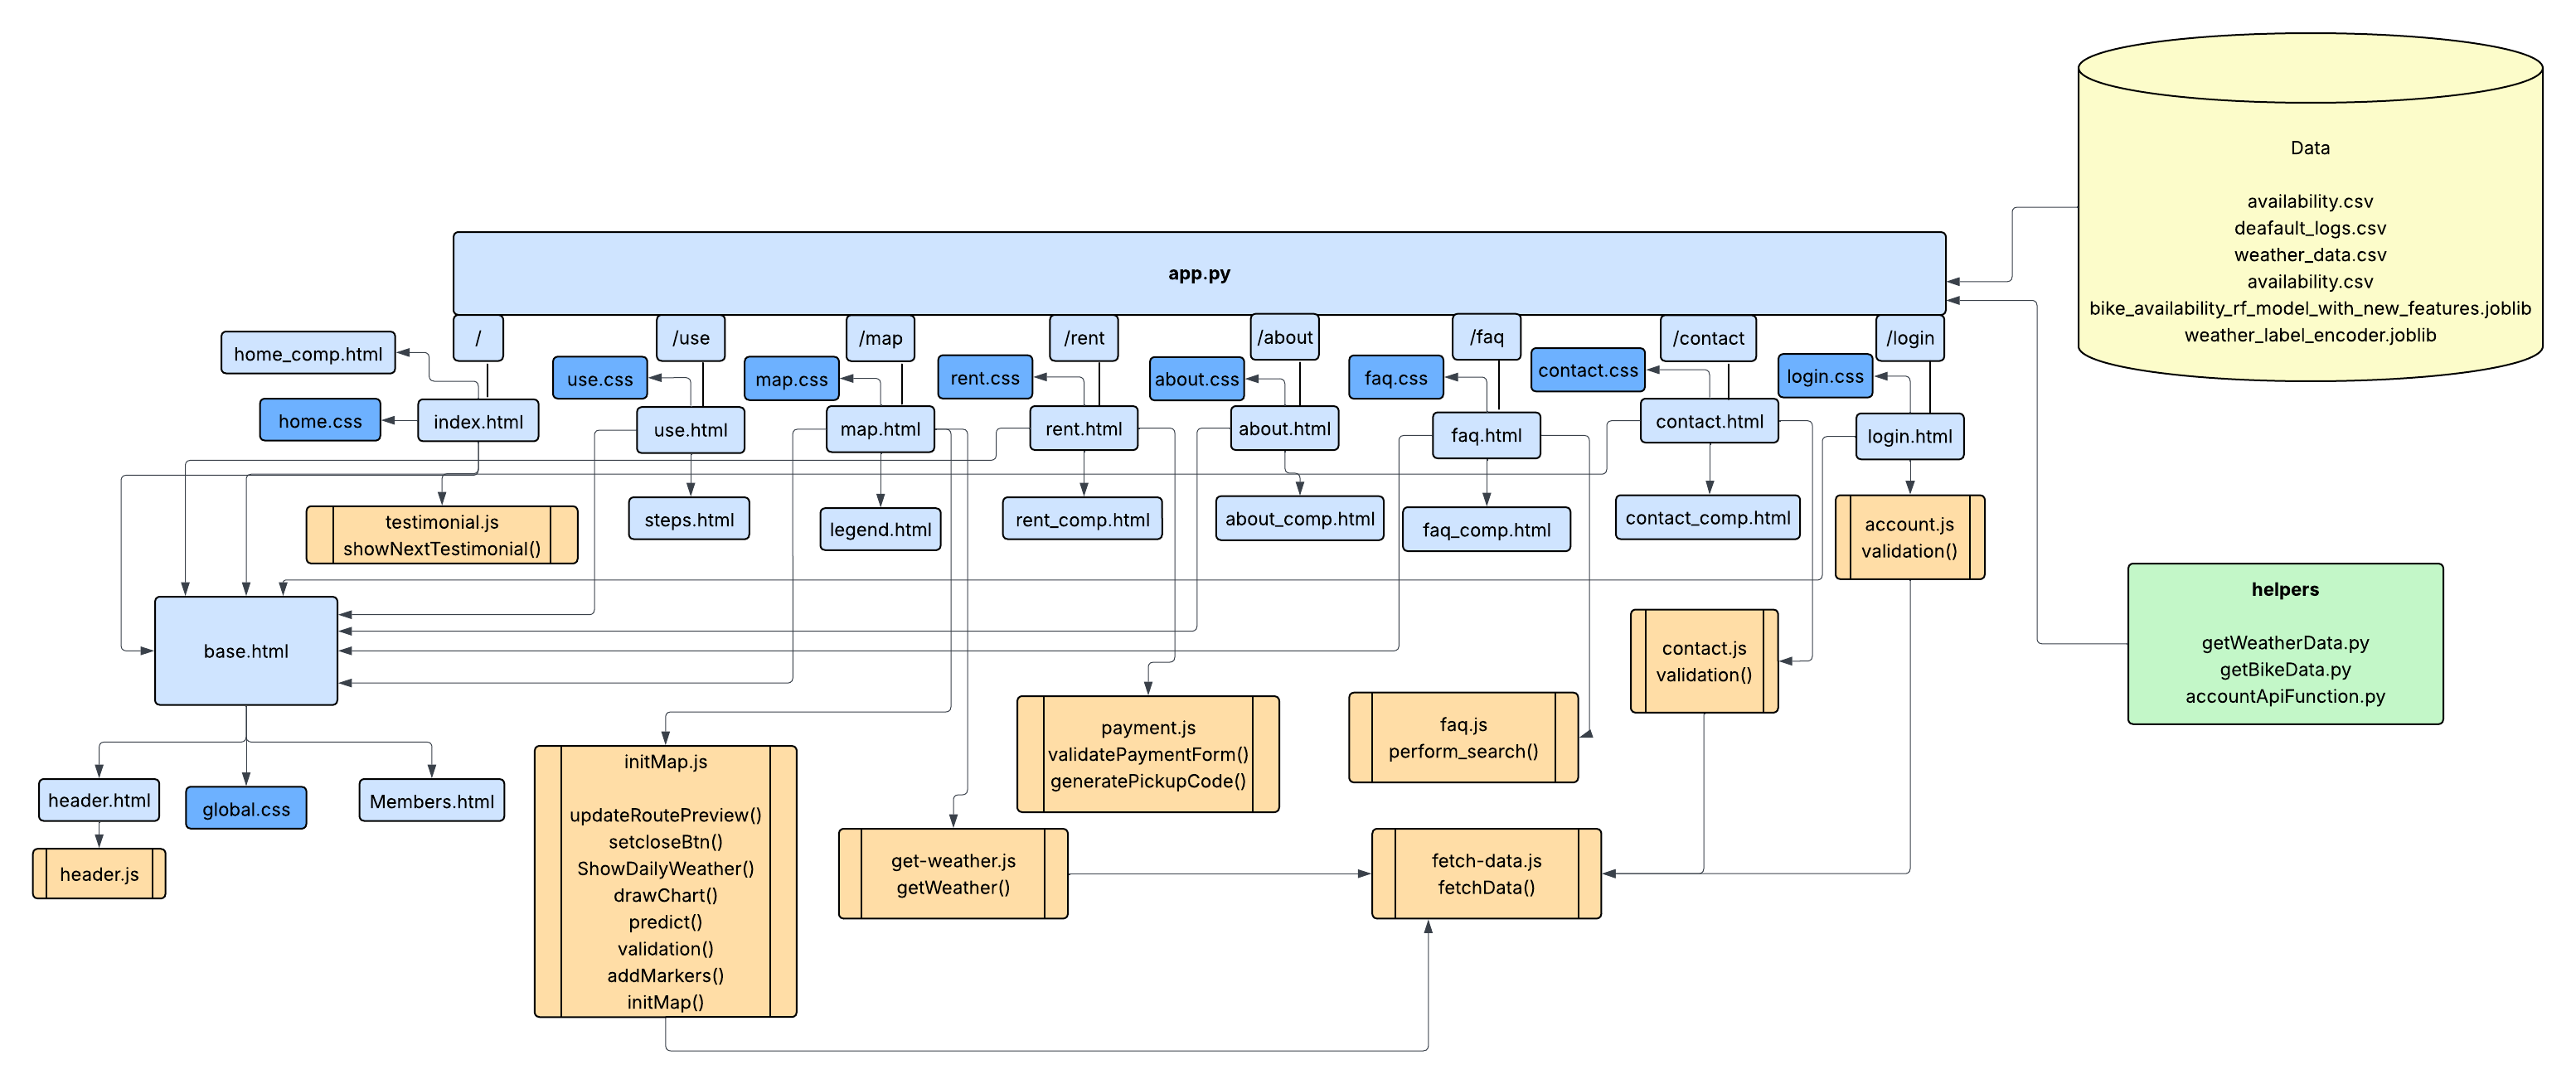 Data
availability.csv
deafault_logs.csv
weather_data.csv
availability.csv
bike_availability_rf_model_with_new_features.joblib
weather_label_encoder.joblib
app.py
/
/use
/map
/rent
/about
/faq
/contact
/login
home_comp.html
use.css
map.css
rent.css
about.css
faq.css
contact.css
login.css
home.css
index.html
use.html
map.html
rent.html
about.html
faq.html
contact.html
login.html
testimonial.js
showNextTestimonial()
steps.html
legend.html
rent_comp.html
about_comp.html
faq_comp.html
contact_comp.html
account.js
validation()
helpers
getWeatherData.py
getBikeData.py
accountApiFunction.py
base.html
contact.js
validation()
payment.js
validatePaymentForm()
generatePickupCode()
faq.js
perform_search()
header.html
global.css
Members.html
header.js
initMap.js
updateRoutePreview()
setcloseBtn()
ShowDailyWeather()
drawChart()
predict()
validation()
addMarkers()
initMap()
get-weather.js
getWeather()
fetch-data.js
fetchData()